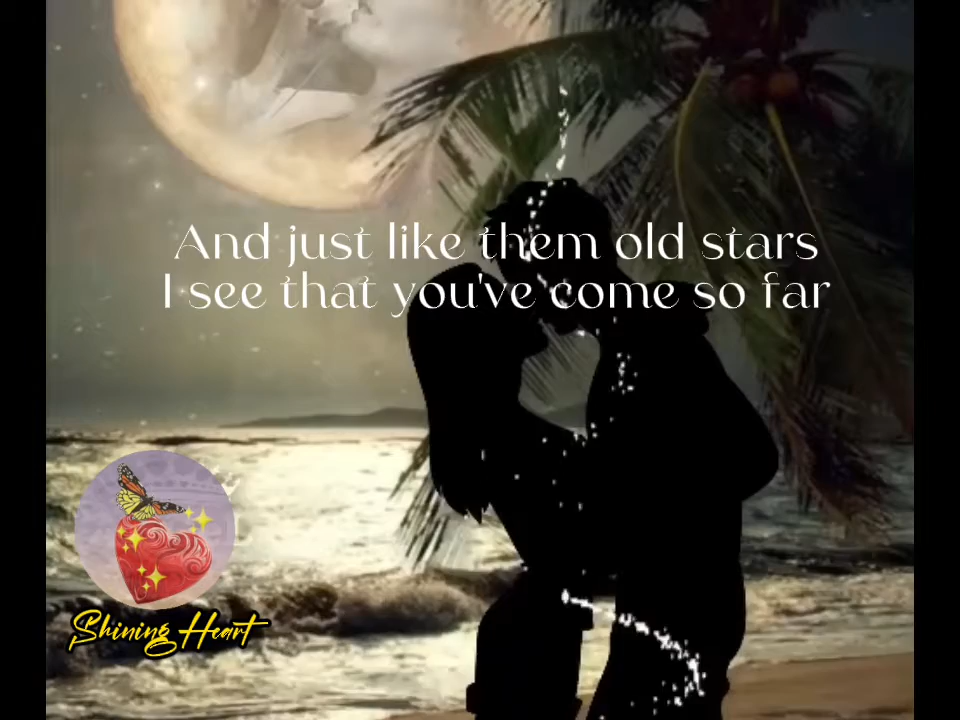 And just like them old stars
I see that you've come so far
Shining Heart